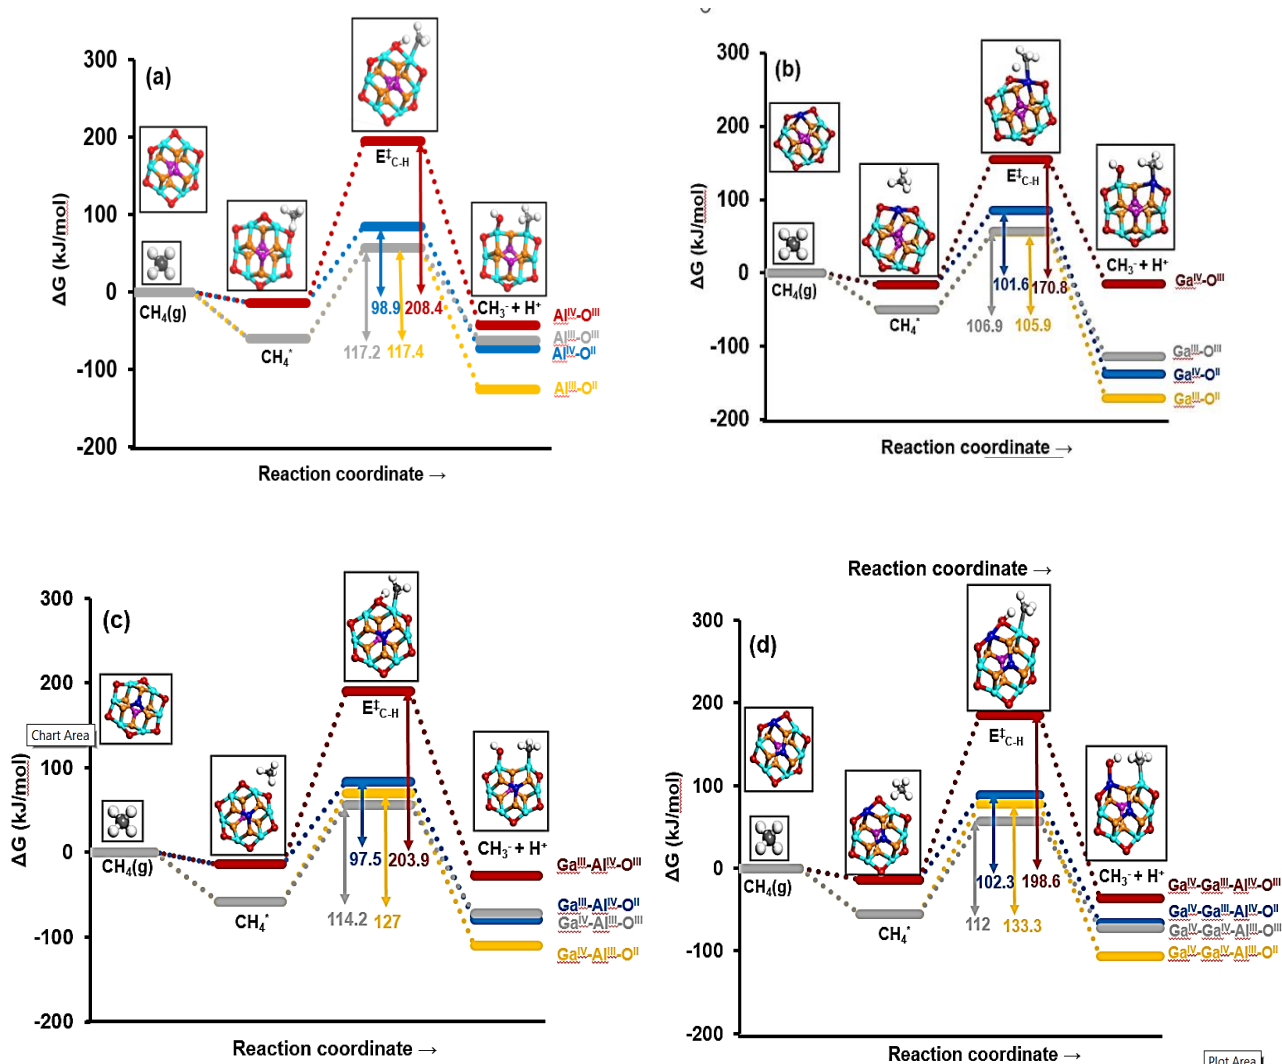 (a)
300
200
100
0
-100
-200
ΔG (kJ/mol)
CH₄(g)
CH₄*
E‡C-H
98.9
208.4
117.2
117.4
CH₃⁻ + H⁺
Alᴵⱽ-Oᴵᴵᴵ
Alᴵᴵᴵ-Oᴵᴵᴵ
Alᴵⱽ-Oᴵᴵ
Alᴵᴵᴵ-Oᴵᴵ
Reaction coordinate →
(b)
300
200
100
0
-100
-200
ΔG (kJ/mol)
CH₄(g)
CH₄*
E‡C-H
101.6
170.8
106.9
105.9
CH₃⁻ + H⁺
Gaᴵⱽ-Oᴵᴵᴵ
Gaᴵᴵᴵ-Oᴵᴵᴵ
Gaᴵⱽ-Oᴵᴵ
Gaᴵᴵᴵ-Oᴵᴵ
Reaction coordinate →
(c)
300
200
100
0
-100
-200
Chart Area
ΔG (kJ/mol)
CH₄(g)
CH₄*
E‡C-H
97.5
203.9
114.2
127
CH₃⁻ + H⁺
Gaᴵᴵᴵ-Alᴵⱽ-Oᴵᴵᴵ
Gaᴵᴵᴵ-Alᴵⱽ-Oᴵᴵ
Gaᴵⱽ-Alᴵᴵᴵ-Oᴵᴵᴵ
Gaᴵⱽ-Alᴵᴵᴵ-Oᴵᴵ
Reaction coordinate →
Reaction coordinate →
(d)
300
200
100
0
-100
-200
ΔG (kJ/mol)
CH₄(g)
CH₄*
E‡C-H
102.3
198.6
112
133.3
CH₃⁻ + H⁺
Gaᴵⱽ-Gaᴵᴵᴵ-Alᴵⱽ-Oᴵᴵᴵ
Gaᴵⱽ-Gaᴵᴵᴵ-Alᴵⱽ-Oᴵᴵ
Gaᴵⱽ-Gaᴵⱽ-Alᴵᴵᴵ-Oᴵᴵᴵ
Gaᴵⱽ-Gaᴵⱽ-Alᴵᴵᴵ-Oᴵᴵ
Reaction coordinate →
Plot Area